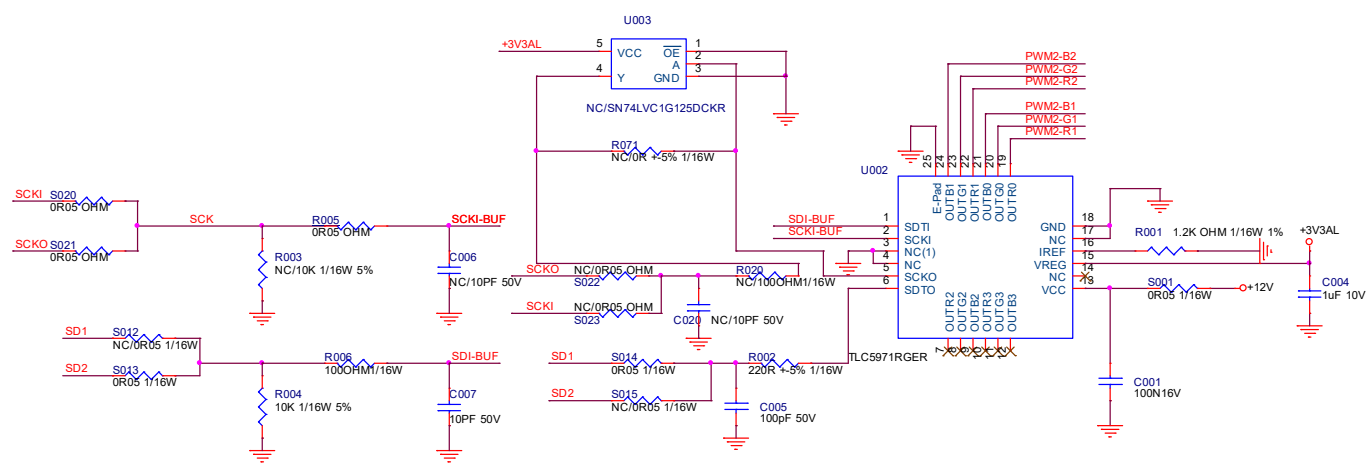 U003
+3V3AL
5
VCC
OE
1
A
2
4
Y
GND
3
NC/SN74LVC1G125DCKR
PWM2-B2
PWM2-G2
PWM2-R2
PWM2-B1
PWM2-G1
PWM2-R1
R071
NC/0R +-5% 1/16W
25
24
23
22
21
20
19
U002
E-Pad
OUTB1
OUTG1
OUTR1
OUTB0
OUTG0
OUTR0
SCKI
S020
0R05 OHM
SCK
R005
0R05 OHM
SCKI-BUF
SCKO
S021
0R05 OHM
R003
NC/10K 1/16W 5%
C006
NC/10PF 50V
SDI-BUF
1
SDTI
SCKI-BUF
2
SCKI
3
NC(1)
4
NC
5
SCKO
6
SDTO
GND
18
NC
17
IREF
16
VREG
15
NC
14
VCC
13
R001
1.2K OHM 1/16W 1%
+3V3AL
S001
0R05 1/16W
+12V
C004
1uF 10V
SCKO
NC/0R05 OHM
S022
R020
NC/100OHM1/16W
SCKI
NC/0R05 OHM
S023
C020
NC/10PF 50V
OUTR2
OUTG2
OUTB2
OUTR3
OUTG3
OUTB3
7
8
9
10
11
12
TLC5971RGER
SD1
S012
NC/0R05 1/16W
SD2
S013
0R05 1/16W
R006
100OHM1/16W
SDI-BUF
R004
10K 1/16W 5%
C007
10PF 50V
SD1
S014
0R05 1/16W
R002
220R +-5% 1/16W
SD2
S015
NC/0R05 1/16W
C005
100pF 50V
C001
100N16V